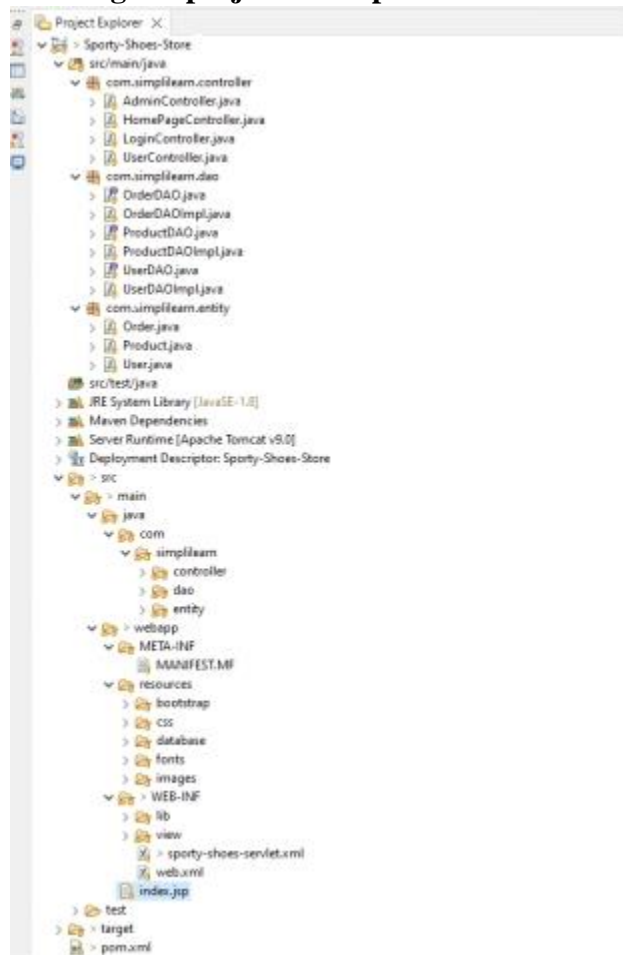 Project Explorer
> Sporty-Shoes-Store
src/main/java
com.simplilearn.controller
AdminController.java
HomePageController.java
LoginController.java
UserController.java
com.simplilearn.dao
OrderDAO.java
OrderDAOImpl.java
ProductDAO.java
ProductDAOImpl.java
UserDAO.java
UserDAOImpl.java
com.simplilearn.entity
Order.java
Product.java
User.java
src/test/java
JRE System Library [JavaSE-1.8]
Maven Dependencies
Server Runtime [Apache Tomcat v9.0]
Deployment Descriptor: Sporty-Shoes-Store
> src
> main
java
com
simplilearn
controller
dao
entity
> webapp
META-INF
MANIFEST.MF
resources
bootstrap
css
database
fonts
images
> WEB-INF
lib
view
> sporty-shoes-servlet.xml
web.xml
index.jsp
test
> target
> pom.xml